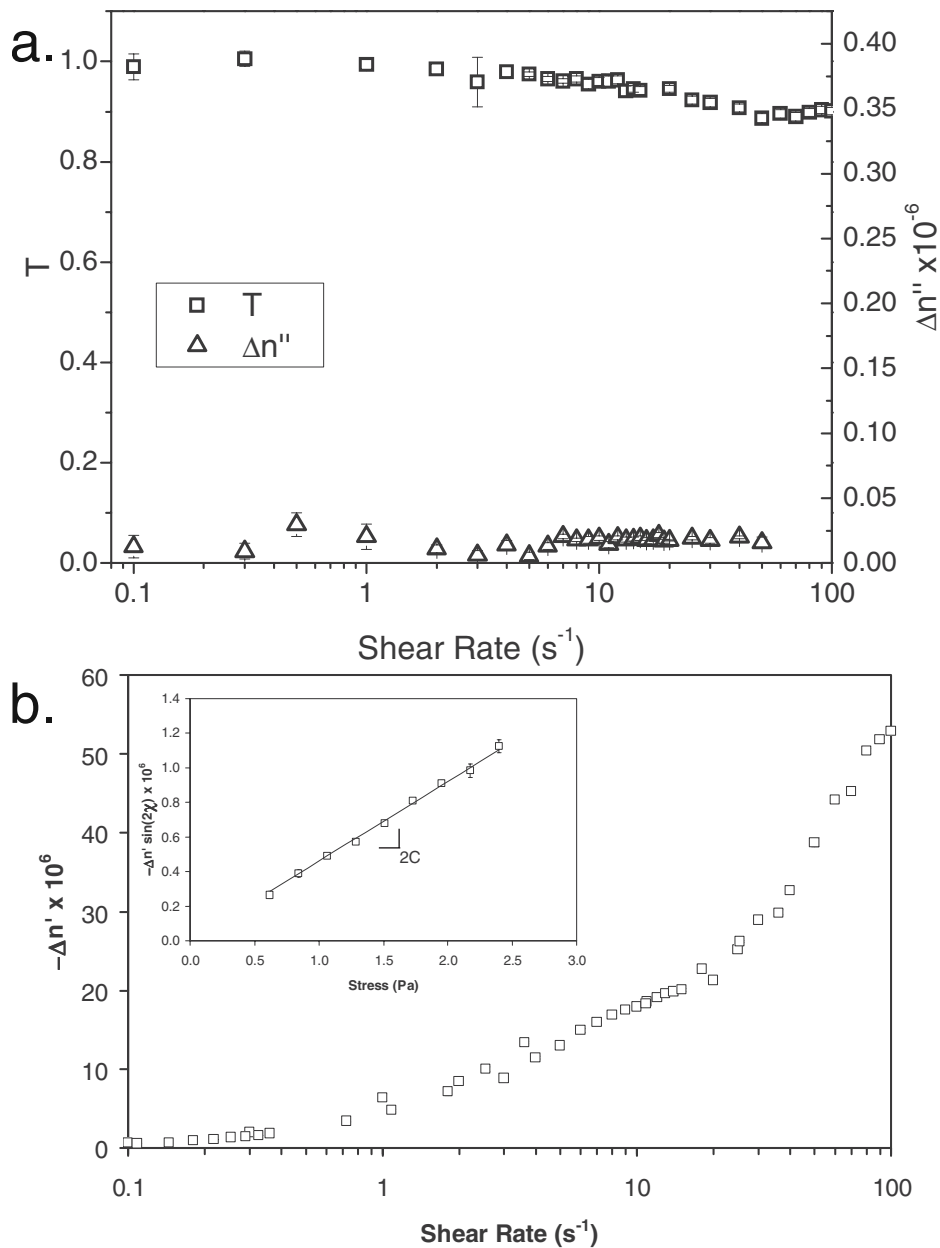 a.
1.0
0.8
0.6
0.4
0.2
0.0
T
0.40
0.35
0.30
0.25
0.20
0.15
0.10
0.05
0.00
Δn" x10⁻⁶
T
Δn"
0.1 1 10 100
Shear Rate (s⁻¹)
b.
60
50
40
30
20
10
0
−Δn' x 10⁶
1.4
1.2
1.0
0.8
0.6
0.4
0.2
0.0
−Δn' sin(2χ) x 10⁶
2C
0.0 0.5 1.0 1.5 2.0 2.5 3.0
Stress (Pa)
0.1 1 10 100
Shear Rate (s⁻¹)